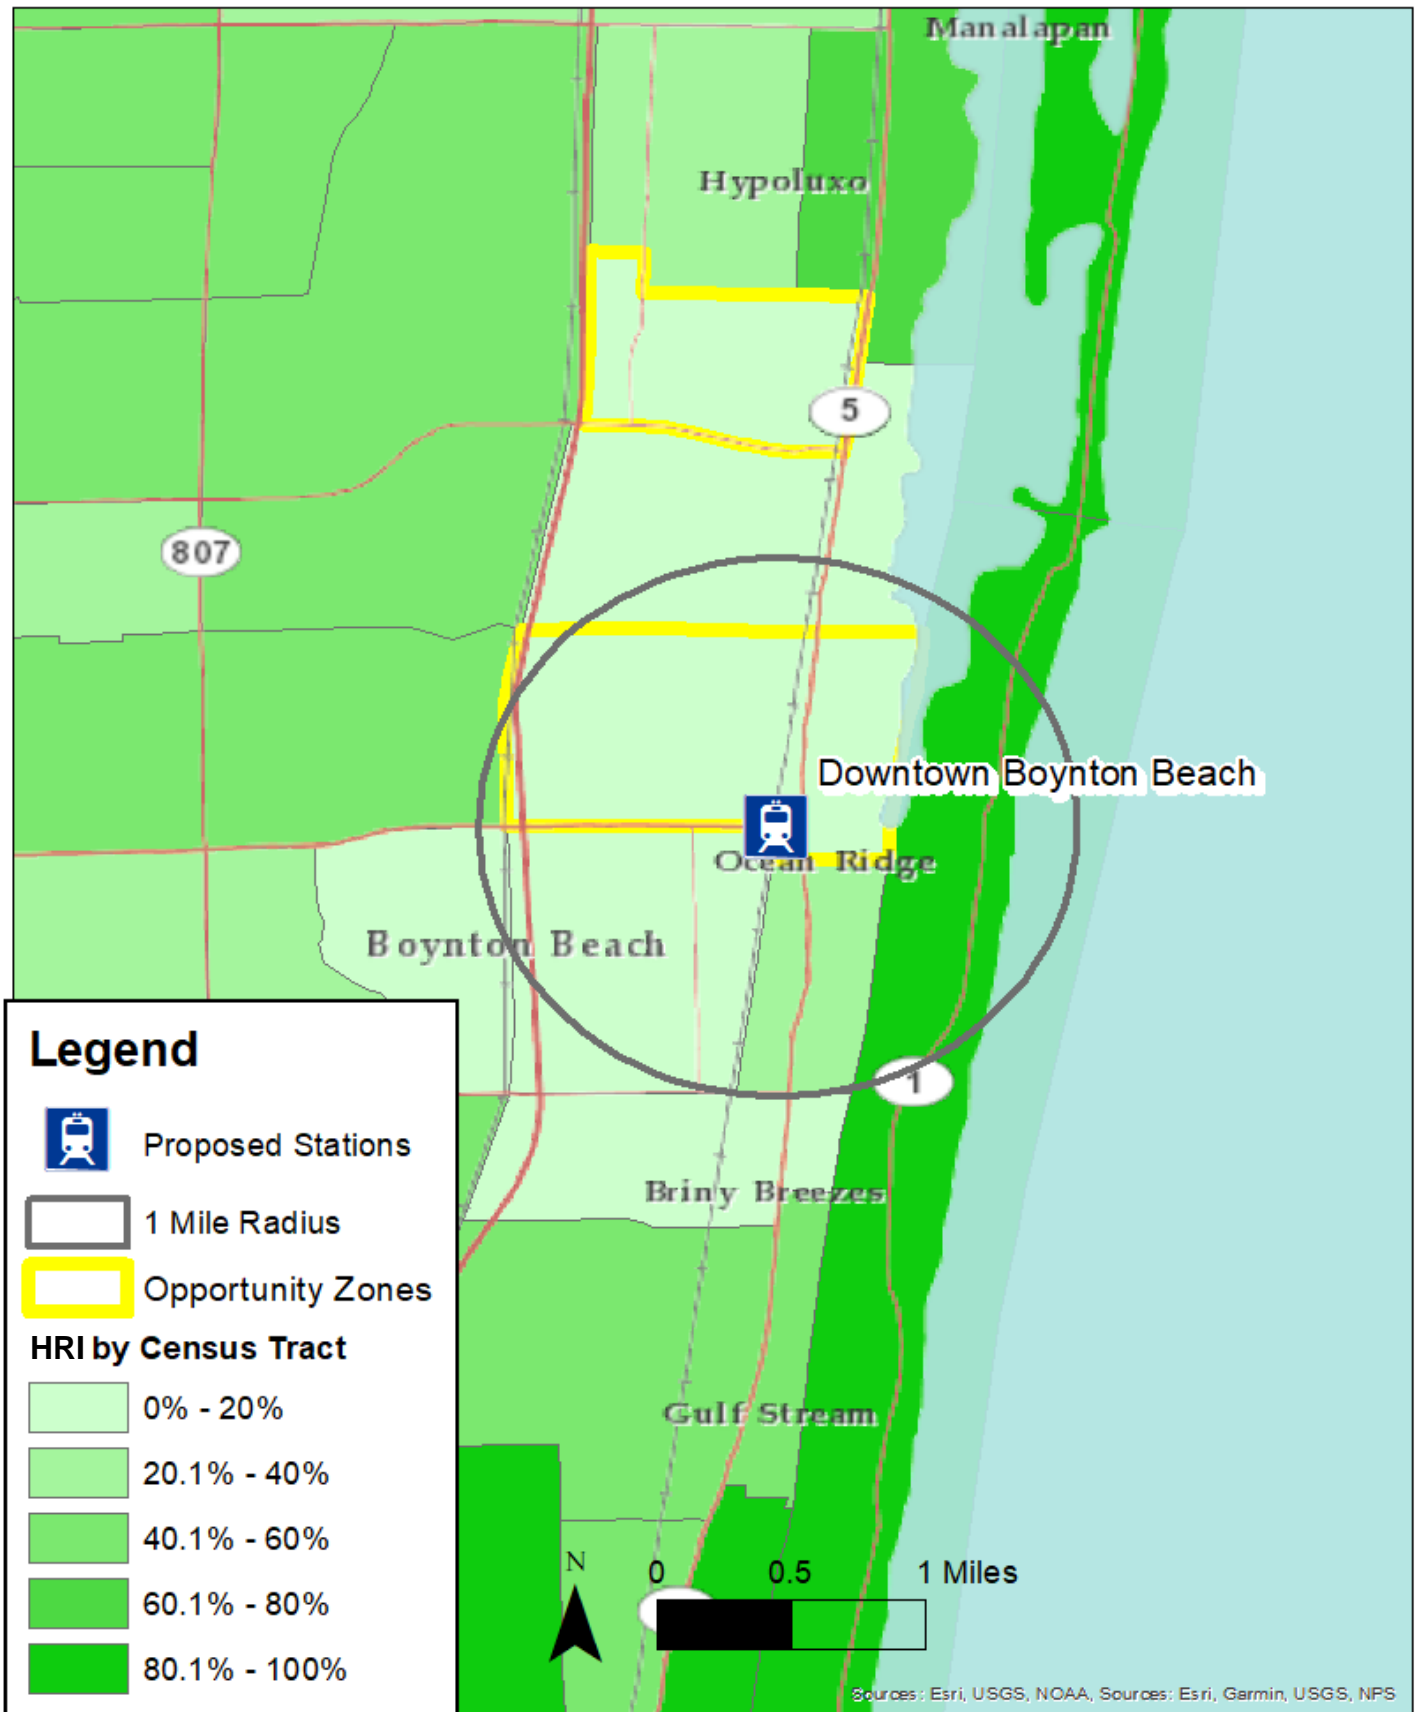 Manalapan
Hypoluxo
5
807
Downtown Boynton Beach
Ocean Ridge
Boynton Beach
1
Briny Breezes
Gulf Stream
Legend
Proposed Stations
1 Mile Radius
Opportunity Zones
HRI by Census Tract
0% - 20%
20.1% - 40%
40.1% - 60%
60.1% - 80%
80.1% - 100%
N
0 0.5 1 Miles
Sources: Esri, USGS, NOAA, Sources: Esri, Garmin, USGS, NPS